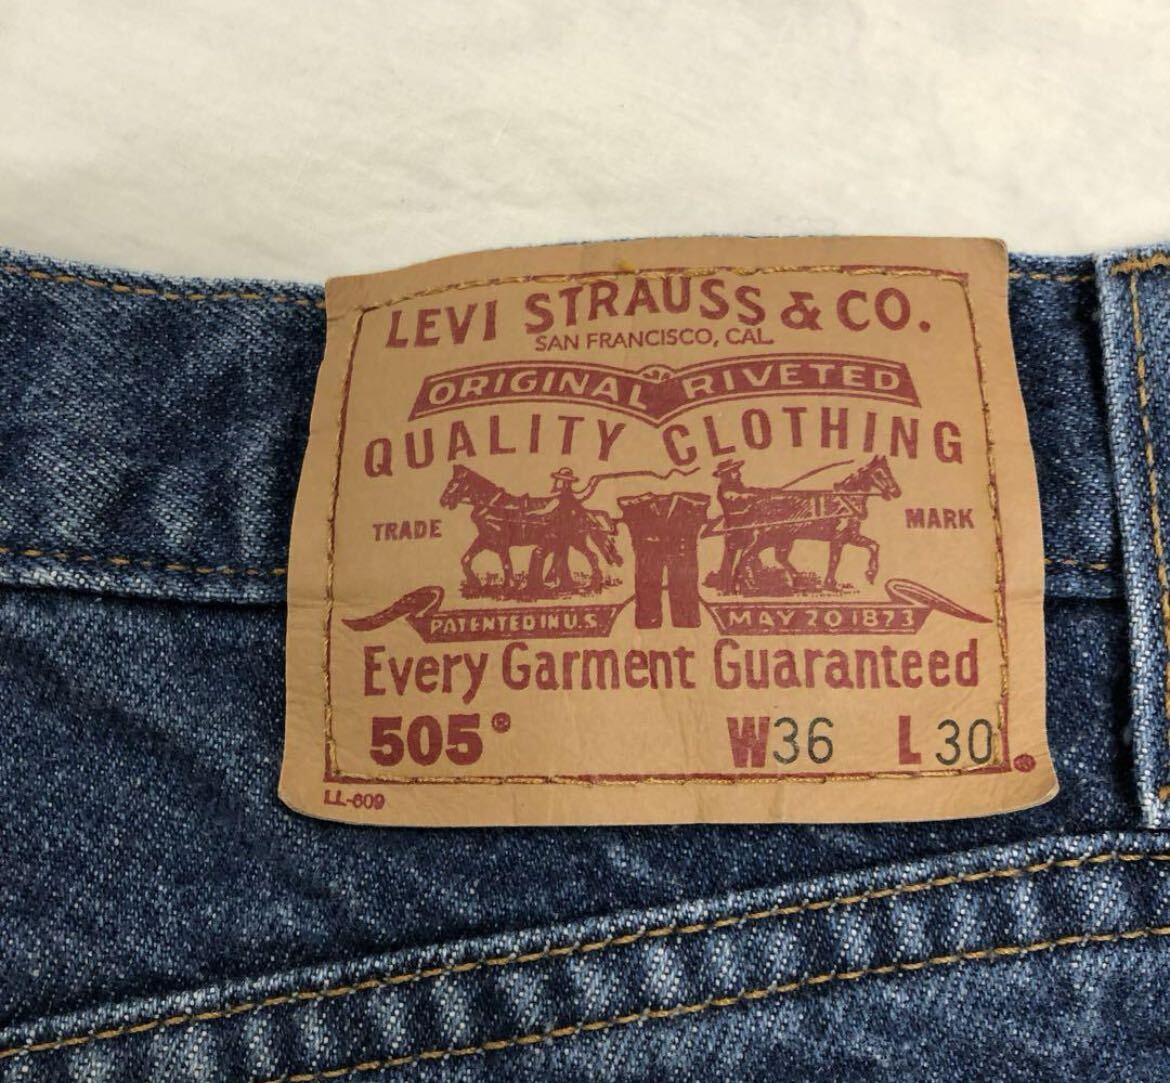 LEVI STRAUSS & CO.
SAN FRANCISCO, CAL.
ORIGINAL RIVETED
QUALITY CLOTHING
TRADE MARK
PATENTED IN U.S. MAY 20 1873
Every Garment Guaranteed
505® W36 L 30
LL-609